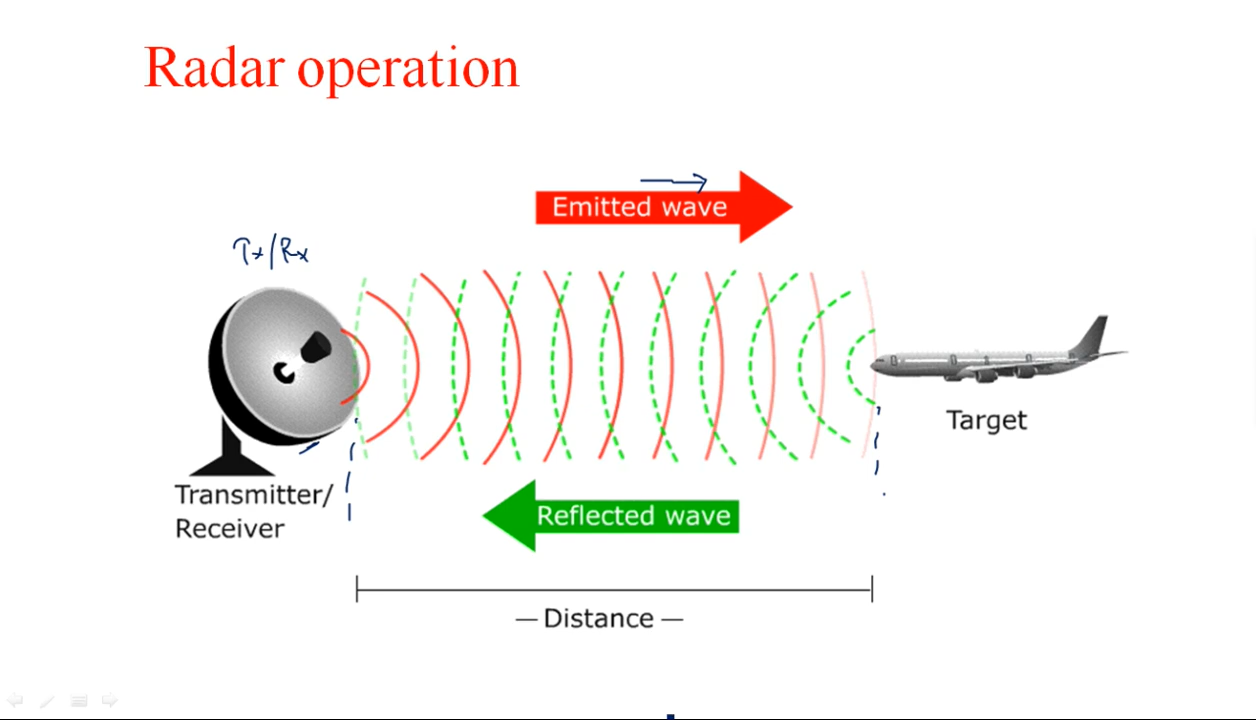 Radar operation
Emitted wave
Tx/Rx
Target
Transmitter/
Receiver
Reflected wave
— Distance —